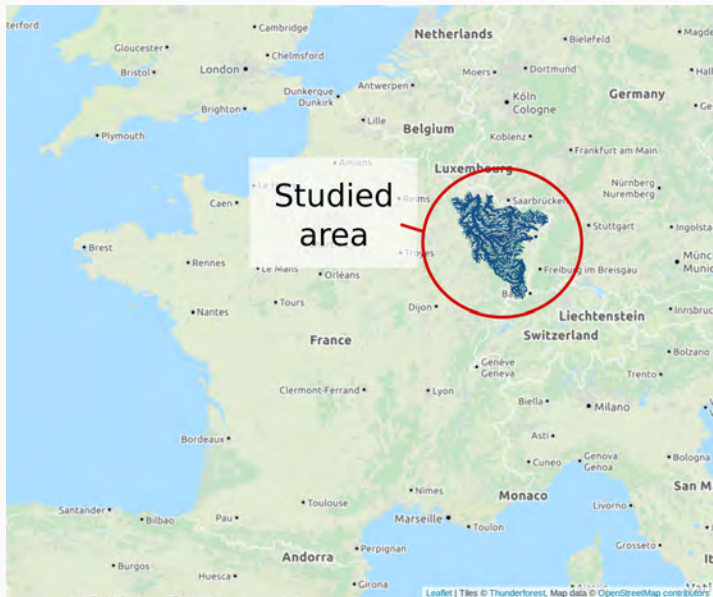 Cambridge
Netherlands
Bielefeld
Gloucester
Chelmsford
Bristol
London
Moers
Dortmund
Antwerpen
Dunkerque
Dunkirk
Köln
Cologne
Germany
Brighton
Lille
Plymouth
Belgium
Koblenz
Frankfurt am Main
Amiens
Luxembourg
Nürnberg
Nuremberg
Studied
area
Caen
Reims
Saarbrücken
Stuttgart
Brest
Rennes
Le Mans
Orléans
Troyes
Freiburg im Breisgau
Tours
Nantes
Dijon
Liechtenstein
Switzerland
France
Bolzano
Genève
Geneva
Trento
Clermont-Ferrand
Lyon
Biella
Milano
Bordeaux
Asti
Cuneo
Genova
Genoa
Bologna
San M
Nîmes
Monaco
Santander
Bilbao
Pau
Toulouse
Marseille
Toulon
Livorno
Perpignan
Grosseto
Andorra
Burgos
Huesca
Girona
Leaflet | Tiles © Thunderforest, Map data © OpenStreetMap contributors